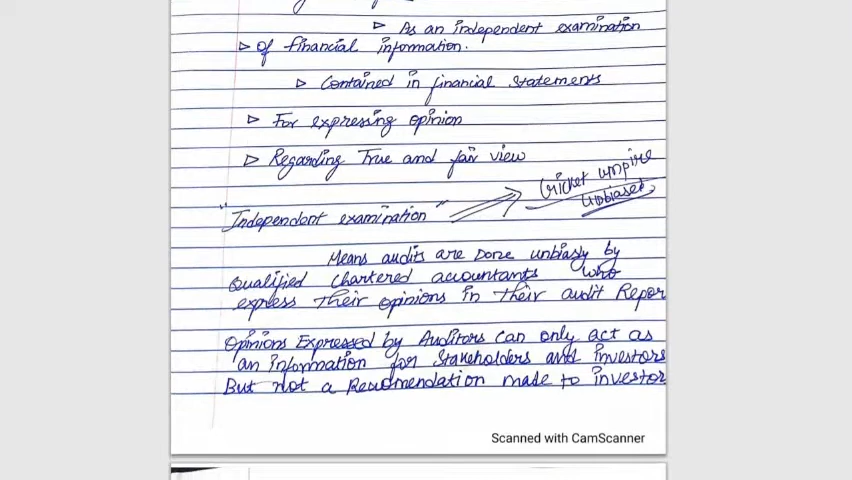 ▷ As an independent examination
▷ of financial information.
▷ Contained in financial statements
▷ For expressing opinion
▷ Regarding True and fair view
Cricket umpire
Unbiased
"Independent examination"
Means audits are Done unbiasly by
Qualified Chartered accountants who
express Their opinions in Their audit Repor
Opinions Expressed by Auditors can only act as
an Information for Stakeholders and investors
But not a Recommendation made to investor
Scanned with CamScanner